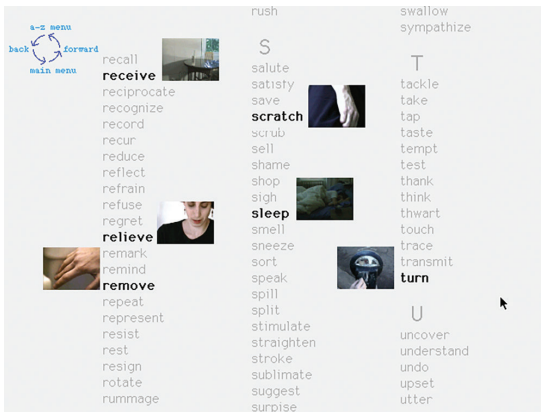 a-z menu
back
forward
main menu
recall
receive
reciprocate
recognize
record
recur
reduce
reflect
refrain
refuse
regret
relieve
remark
remind
remove
repeat
represent
resist
rest
resign
rotate
rummage
rush
S
salute
satisfy
save
scratch
scrub
sell
shame
shop
sigh
sleep
smell
sneeze
sort
speak
spill
split
stimulate
straighten
stroke
sublimate
suggest
surpise
swallow
sympathize
T
tackle
take
tap
taste
tempt
test
thank
think
thwart
touch
trace
transmit
turn
U
uncover
understand
undo
upset
utter